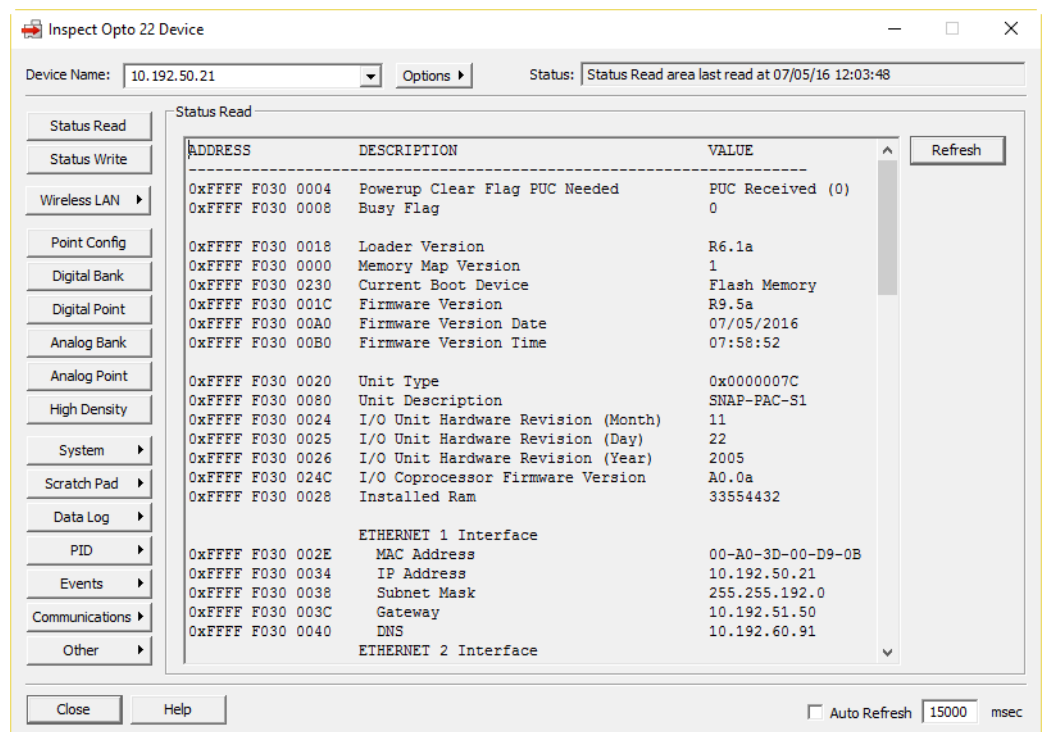 Inspect Opto 22 Device
Device Name: 10.192.50.21 Options Status: Status Read area last read at 07/05/16 12:03:48
Status Read
Status Write
Wireless LAN
Point Config
Digital Bank
Digital Point
Analog Bank
Analog Point
High Density
System
Scratch Pad
Data Log
PID
Events
Communications
Other
Status Read
ADDRESS DESCRIPTION VALUE
--------------------------------------------------------------------
0xFFFF F030 0004 Powerup Clear Flag PUC Needed PUC Received (0)
0xFFFF F030 0008 Busy Flag 0
0xFFFF F030 0018 Loader Version R6.1a
0xFFFF F030 0000 Memory Map Version 1
0xFFFF F030 0230 Current Boot Device Flash Memory
0xFFFF F030 001C Firmware Version R9.5a
0xFFFF F030 00A0 Firmware Version Date 07/05/2016
0xFFFF F030 00B0 Firmware Version Time 07:58:52
0xFFFF F030 0020 Unit Type 0x0000007C
0xFFFF F030 0080 Unit Description SNAP-PAC-S1
0xFFFF F030 0024 I/O Unit Hardware Revision (Month) 11
0xFFFF F030 0025 I/O Unit Hardware Revision (Day) 22
0xFFFF F030 0026 I/O Unit Hardware Revision (Year) 2005
0xFFFF F030 024C I/O Coprocessor Firmware Version A0.0a
0xFFFF F030 0028 Installed Ram 33554432
ETHERNET 1 Interface
0xFFFF F030 002E MAC Address 00-A0-3D-00-D9-0B
0xFFFF F030 0034 IP Address 10.192.50.21
0xFFFF F030 0038 Subnet Mask 255.255.192.0
0xFFFF F030 003C Gateway 10.192.51.50
0xFFFF F030 0040 DNS 10.192.60.91
ETHERNET 2 Interface
Refresh
Close Help Auto Refresh 15000 msec